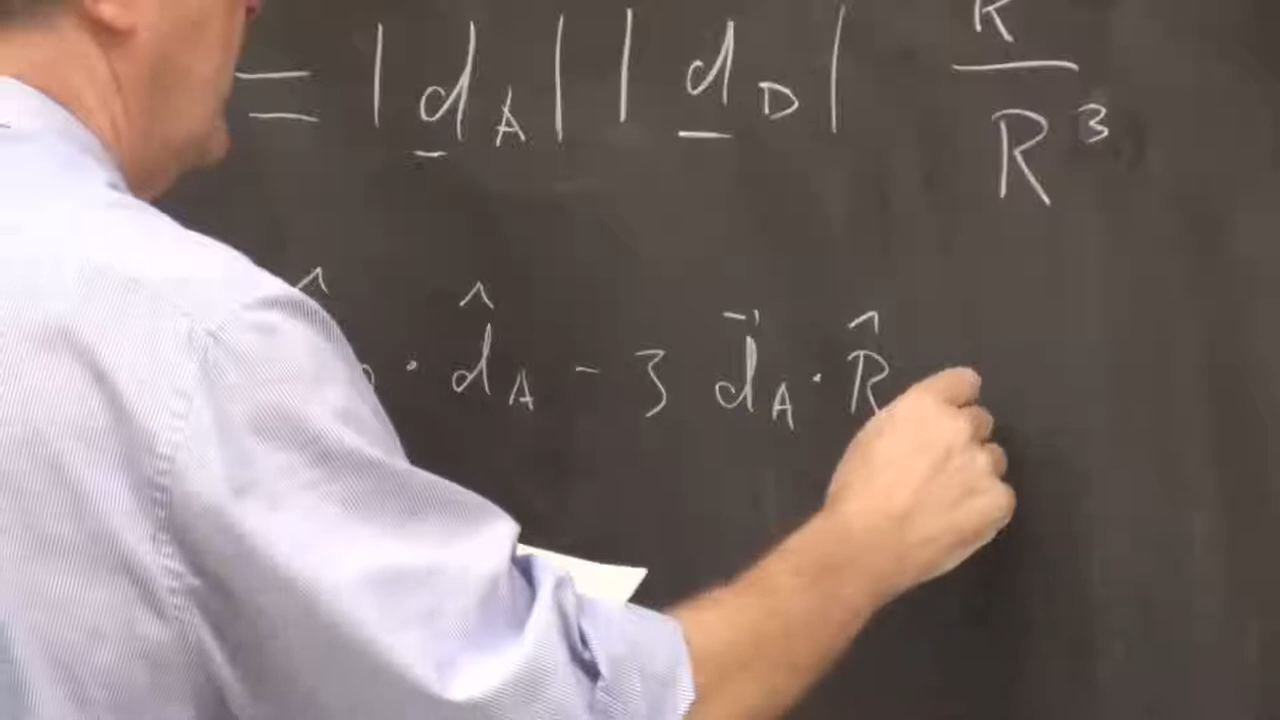 = |d_A| |d_D| κ / R³
· d̂_A - 3 d⃗_A · R̂